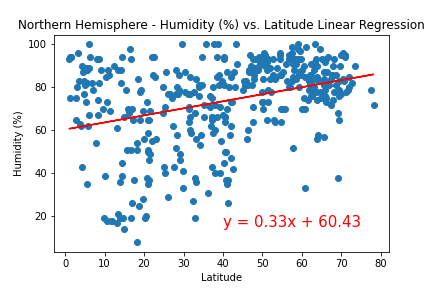 Northern Hemisphere - Humidity (%) vs. Latitude Linear Regression
100
80
60
40
20
Humidity (%)
y = 0.33x + 60.43
0 10 20 30 40 50 60 70 80
Latitude